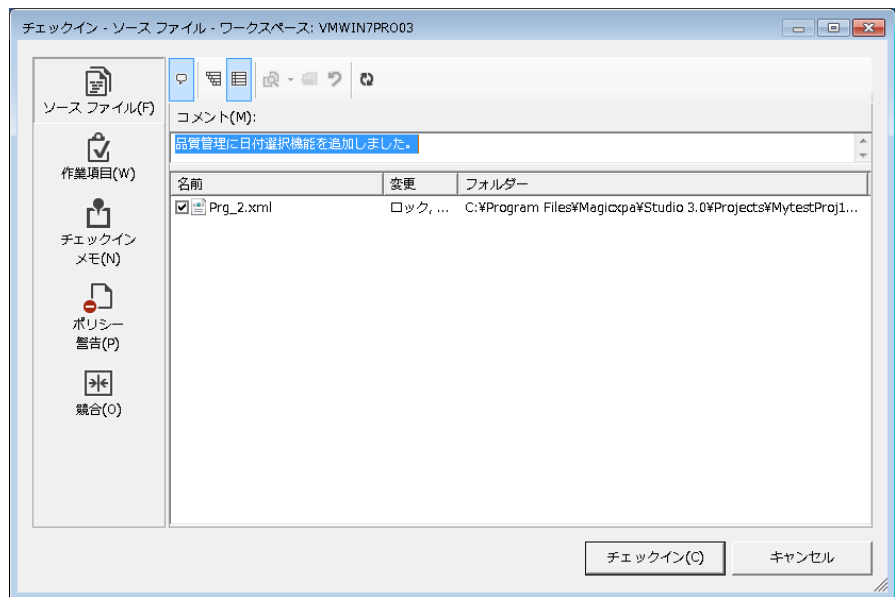 チェックイン - ソース ファイル - ワークスペース: VMWIN7PRO03
ソース ファイル(F)
作業項目(W)
チェックイン
メモ(N)
ポリシー
警告(P)
競合(O)
コメント(M):
品質管理に日付選択機能を追加しました。
名前 変更 フォルダー
Prg_2.xml ロック, ... C:¥Program Files¥Magicxpa¥Studio 3.0¥Projects¥MytestProj1...
チェックイン(C) キャンセル